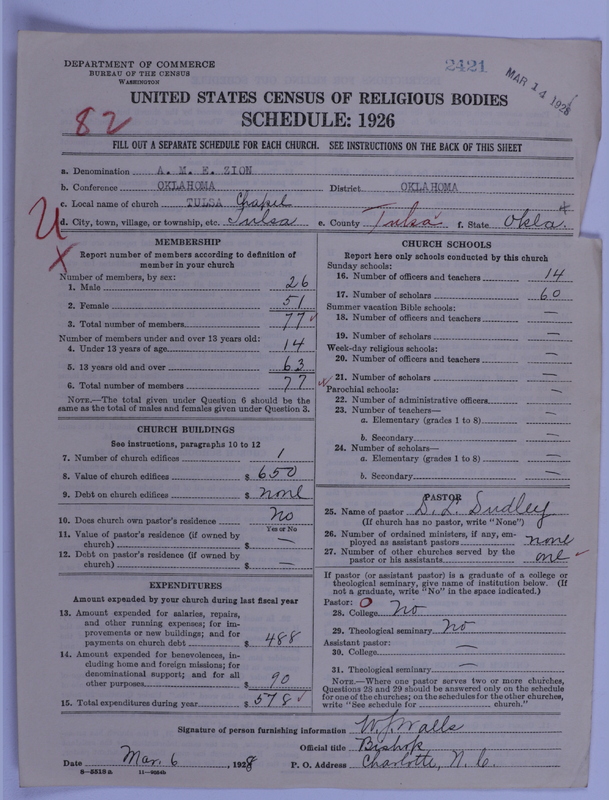 DEPARTMENT OF COMMERCE
BUREAU OF THE CENSUS
WASHINGTON
2421
MAR 14 1928
UNITED STATES CENSUS OF RELIGIOUS BODIES
SCHEDULE: 1926
82
FILL OUT A SEPARATE SCHEDULE FOR EACH CHURCH. SEE INSTRUCTIONS ON THE BACK OF THIS SHEET
a. Denomination A. M. E. ZION
b. Conference OKLAHOMA District OKLAHOMA
c. Local name of church TULSA Chapel
d. City, town, village, or township, etc. Tulsa e. County Tulsa f. State Okla.
MEMBERSHIP
Report number of members according to definition of
member in your church
Number of members, by sex:
1. Male 26
2. Female 51
3. Total number of members 77
Number of members under and over 13 years old:
4. Under 13 years of age 14
5. 13 years old and over 63
6. Total number of members 77
NOTE.—The total given under Question 6 should be the
same as the total of males and females given under Question 3.
CHURCH BUILDINGS
See instructions, paragraphs 10 to 12
7. Number of church edifices 1
8. Value of church edifices $ 650
9. Debt on church edifices $ none
10. Does church own pastor's residence No
Yes or No
11. Value of pastor's residence (if owned by
church) $ —
12. Debt on pastor's residence (if owned by
church) $ —
EXPENDITURES
Amount expended by your church during last fiscal year
13. Amount expended for salaries, repairs,
and other running expenses; for im-
provements or new buildings; and for
payments on church debt $ 488
14. Amount expended for benevolences, in-
cluding home and foreign missions; for
denominational support; and for all
other purposes $ 90
15. Total expenditures during year $ 578
CHURCH SCHOOLS
Report here only schools conducted by this church
Sunday schools:
16. Number of officers and teachers 14
17. Number of scholars 60
Summer vacation Bible schools:
18. Number of officers and teachers —
19. Number of scholars —
Week-day religious schools:
20. Number of officers and teachers —
21. Number of scholars —
Parochial schools:
22. Number of administrative officers —
23. Number of teachers—
a. Elementary (grades 1 to 8) —
b. Secondary —
24. Number of scholars—
a. Elementary (grades 1 to 8) —
b. Secondary —
PASTOR
25. Name of pastor D. L. Sudley
(If church has no pastor, write "None")
26. Number of ordained ministers, if any, em-
ployed as assistant pastors none
27. Number of other churches served by the
pastor or his assistants one
If pastor (or assistant pastor) is a graduate of a college or
theological seminary, give name of institution below. (If
not a graduate, write "No" in the space indicated.)
Pastor:
28. College No
29. Theological seminary No
Assistant pastor:
30. College —
31. Theological seminary —
NOTE.—Where one pastor serves two or more churches,
Questions 28 and 29 should be answered only on the schedule
for one of the churches; on the schedules for the other churches,
write "See schedule for church."
Signature of person furnishing information W. J. Walls
Official title Bishop
Date Mar. 6, 1928 P. O. Address Charlotte, N. C.
8—5518a 11—9554b